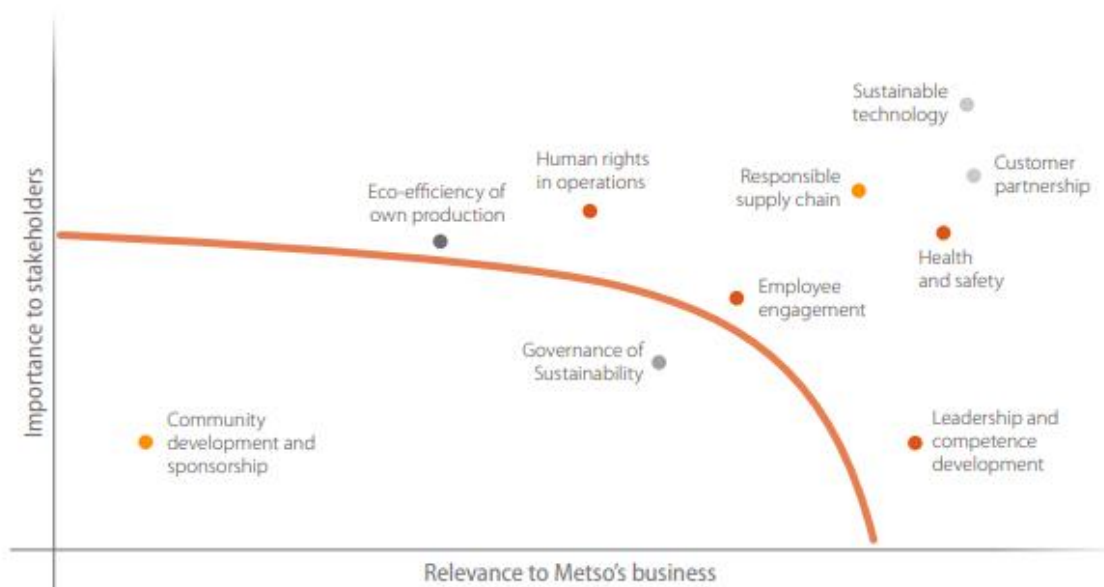 Sustainable
technology
Customer
partnership
Human rights
in operations
Responsible
supply chain
Eco-efficiency of
own production
Health
and safety
Employee
engagement
Governance of
Sustainability
Community
development and
sponsorship
Leadership and
competence
development
Importance to stakeholders
Relevance to Metso's business